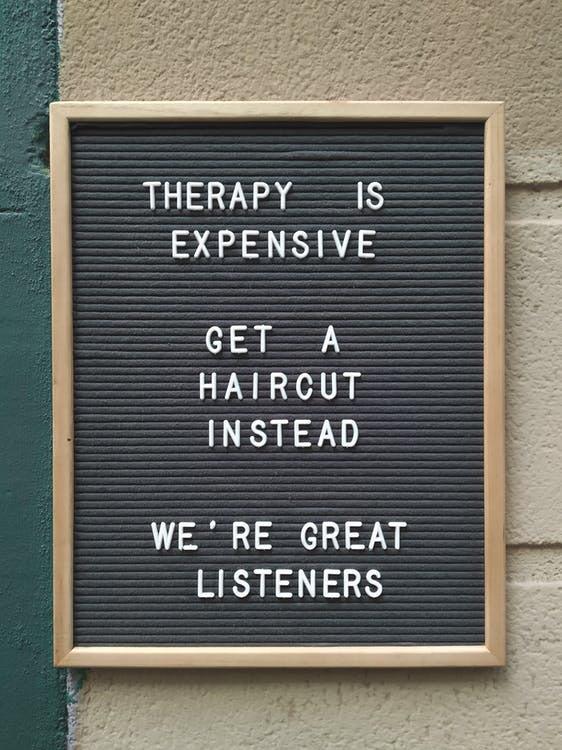 THERAPY IS
EXPENSIVE
GET A
HAIRCUT
INSTEAD
WE'RE GREAT
LISTENERS